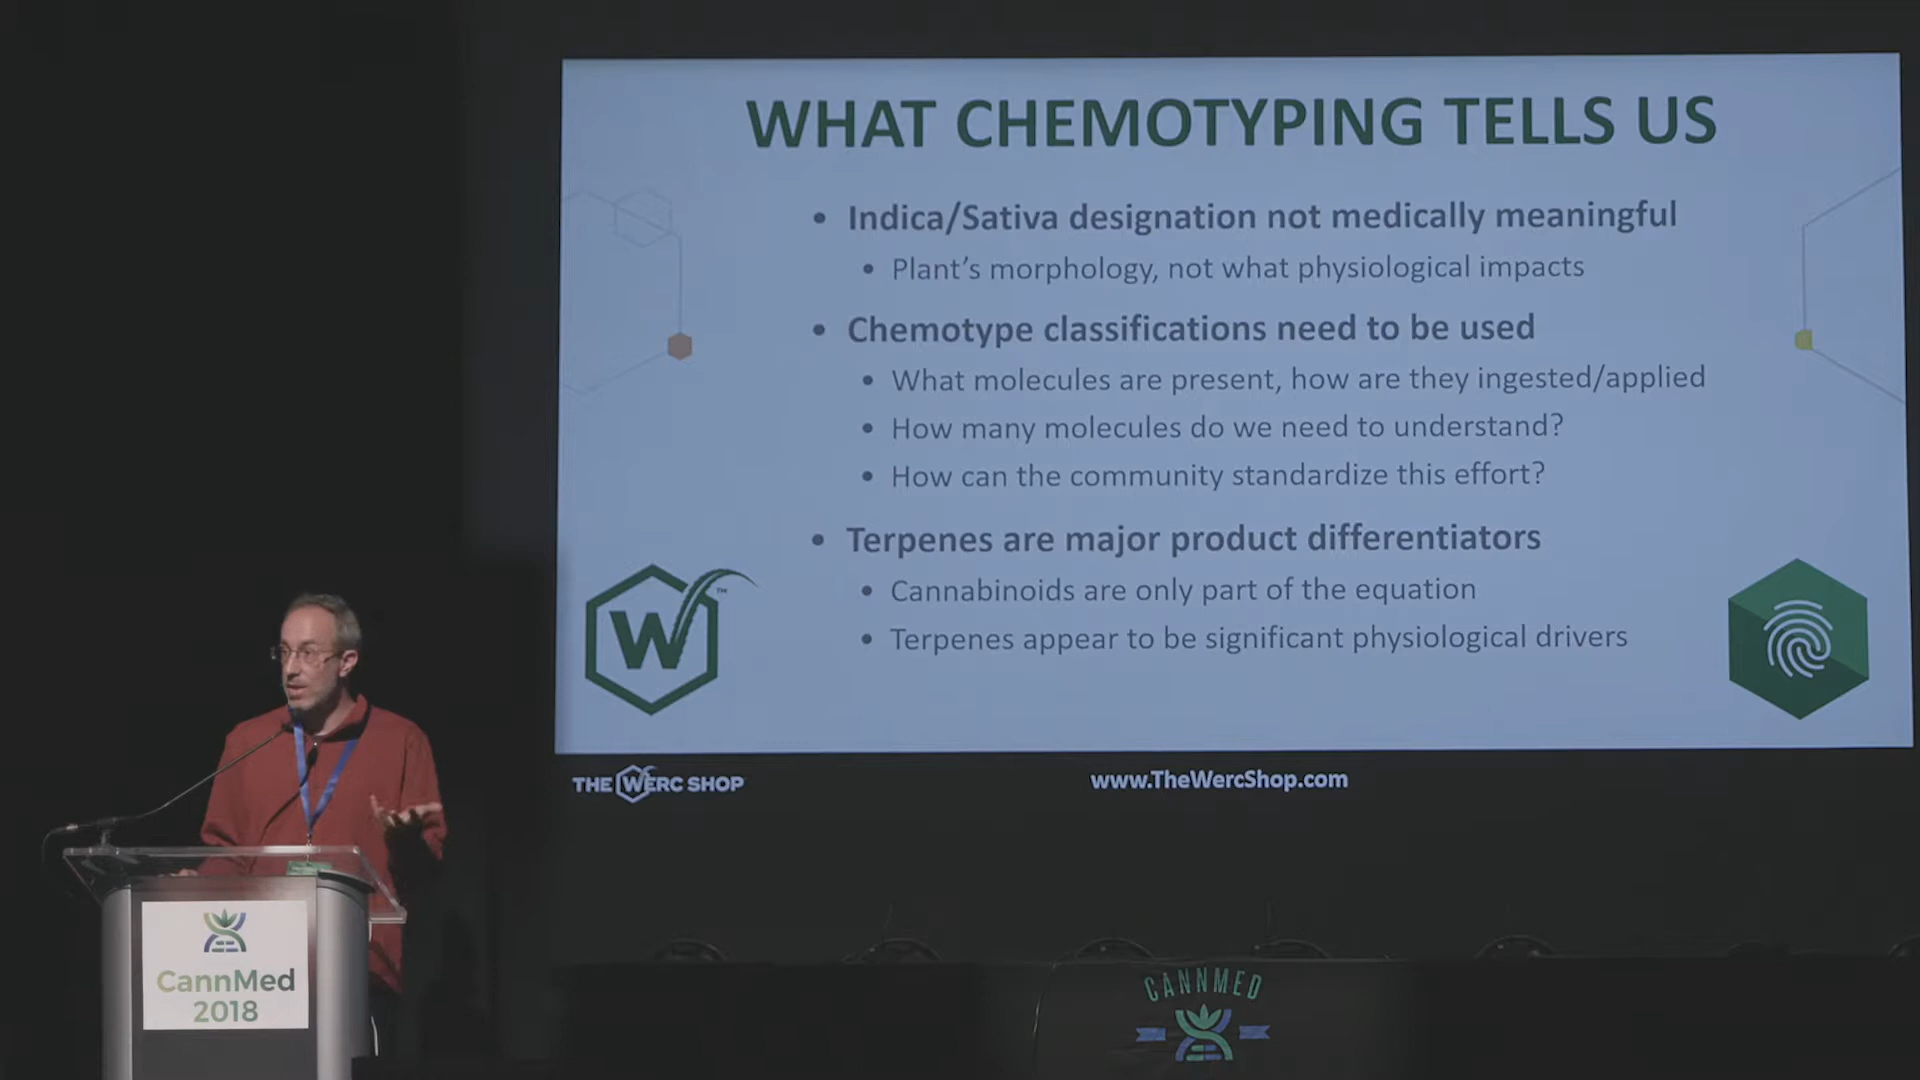 WHAT CHEMOTYPING TELLS US
• Indica/Sativa designation not medically meaningful
• Plant's morphology, not what physiological impacts
• Chemotype classifications need to be used
• What molecules are present, how are they ingested/applied
• How many molecules do we need to understand?
• How can the community standardize this effort?
• Terpenes are major product differentiators
• Cannabinoids are only part of the equation
• Terpenes appear to be significant physiological drivers
W ™
THE WERC SHOP
www.TheWercShop.com
CannMed
2018
CANNMED